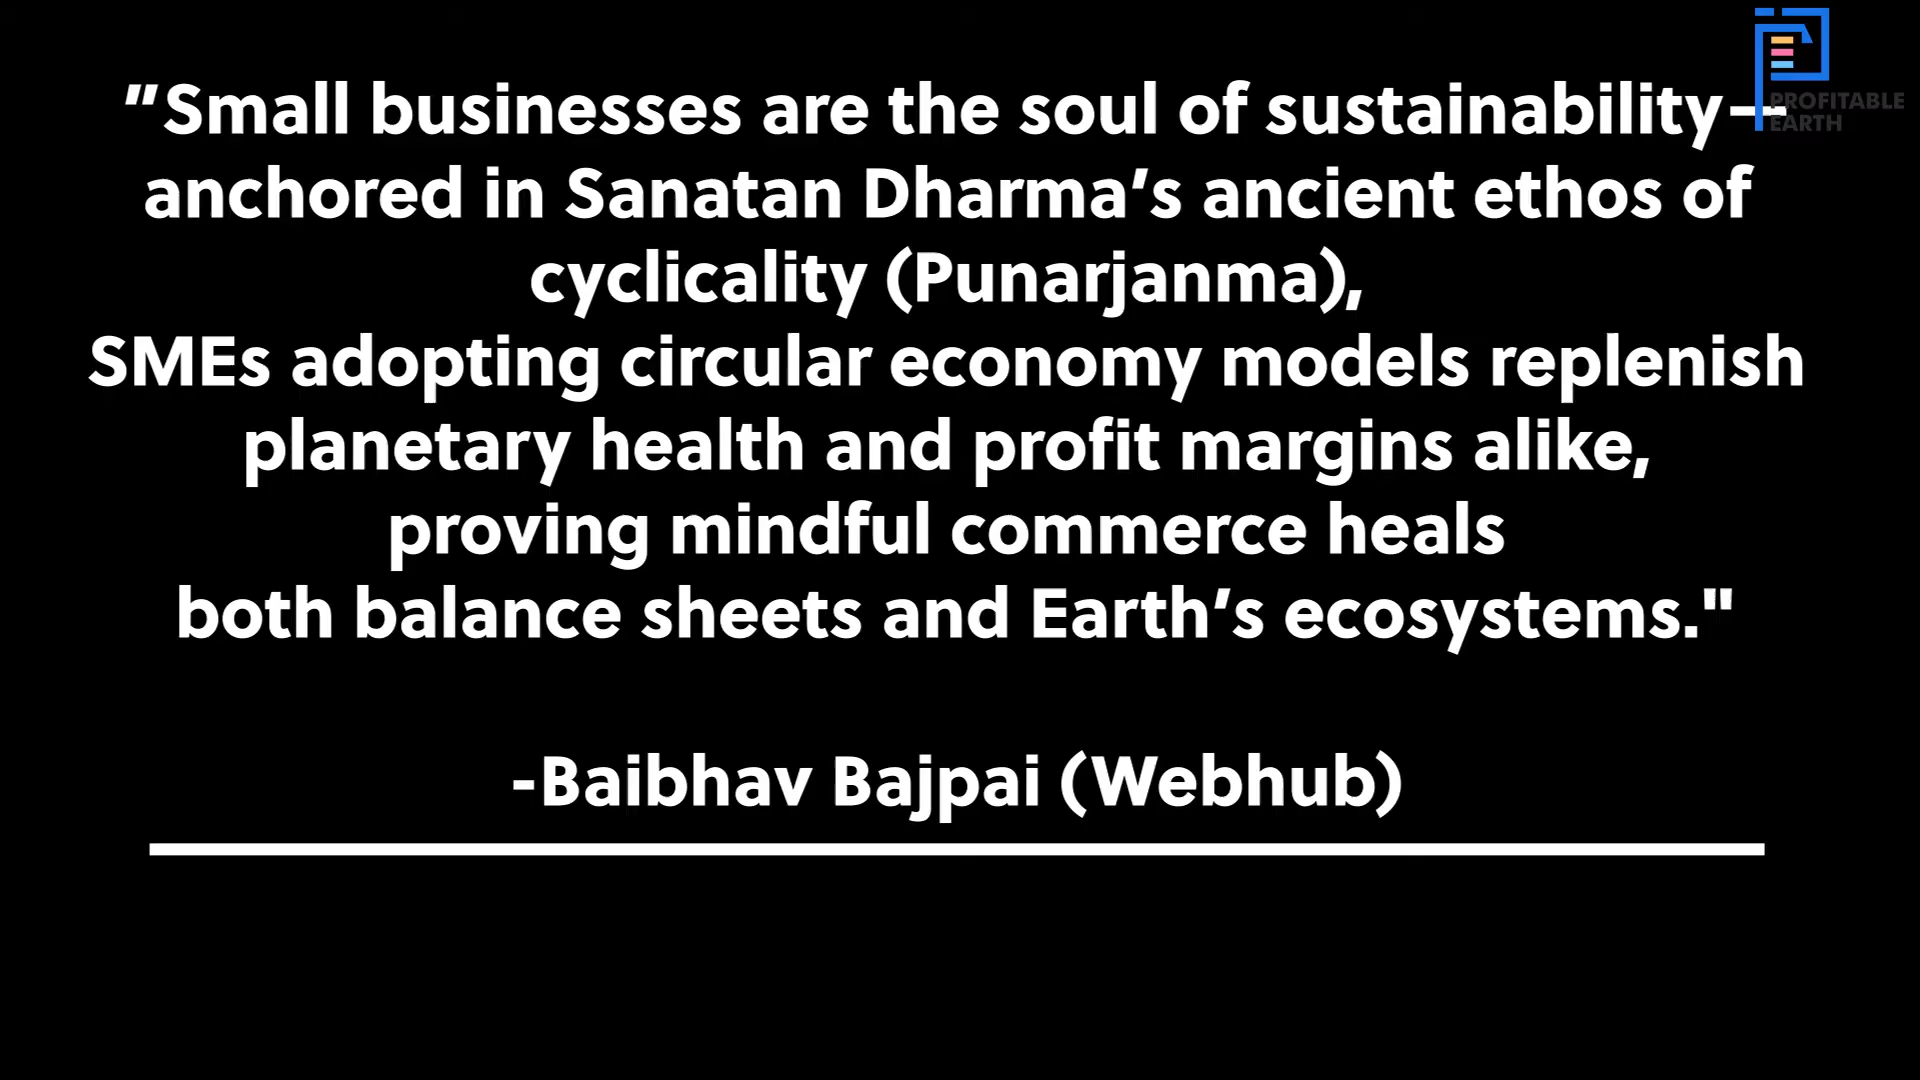 "Small businesses are the soul of sustainability—
anchored in Sanatan Dharma’s ancient ethos of
cyclicality (Punarjanma),
SMEs adopting circular economy models replenish
planetary health and profit margins alike,
proving mindful commerce heals
both balance sheets and Earth’s ecosystems."
-Baibhav Bajpai (Webhub)
PROFITABLE
EARTH